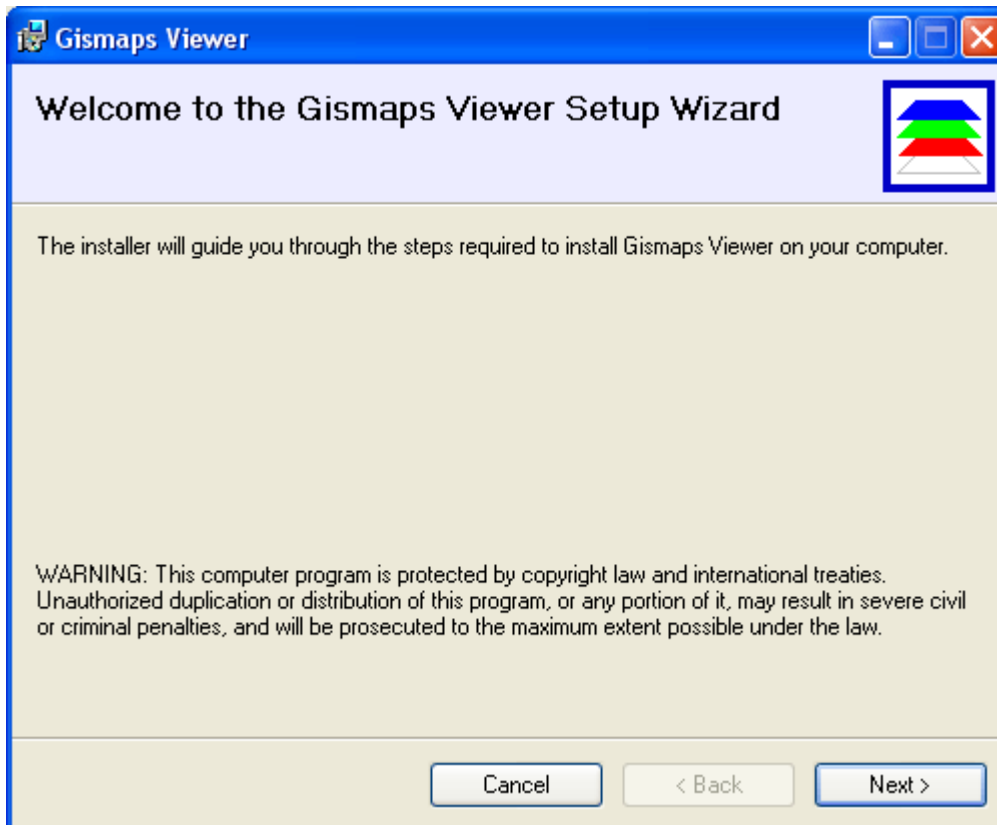 Gismaps Viewer
Welcome to the Gismaps Viewer Setup Wizard
The installer will guide you through the steps required to install Gismaps Viewer on your computer.
WARNING: This computer program is protected by copyright law and international treaties.
Unauthorized duplication or distribution of this program, or any portion of it, may result in severe civil
or criminal penalties, and will be prosecuted to the maximum extent possible under the law.
Cancel
< Back
Next >